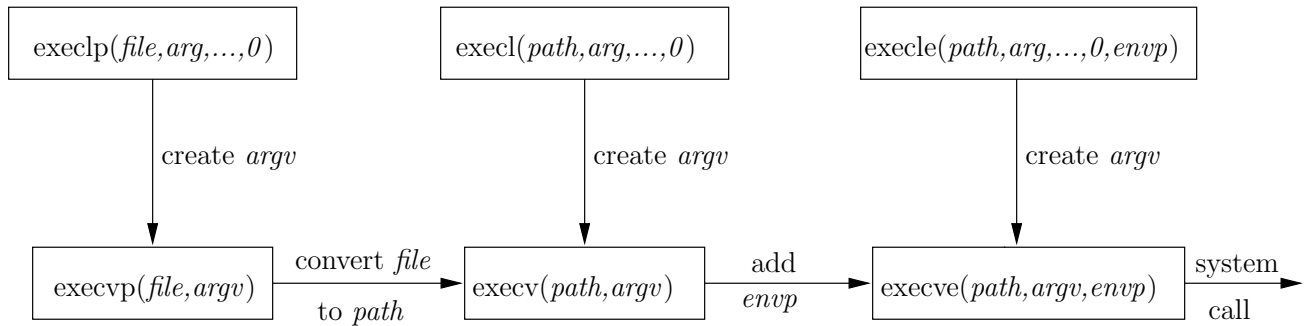 execlp(file,arg,...,0)
execl(path,arg,...,0)
execle(path,arg,...,0,envp)
create argv
create argv
create argv
execvp(file,argv)
convert file
to path
execv(path,argv)
add
envp
execve(path,argv,envp)
system
call